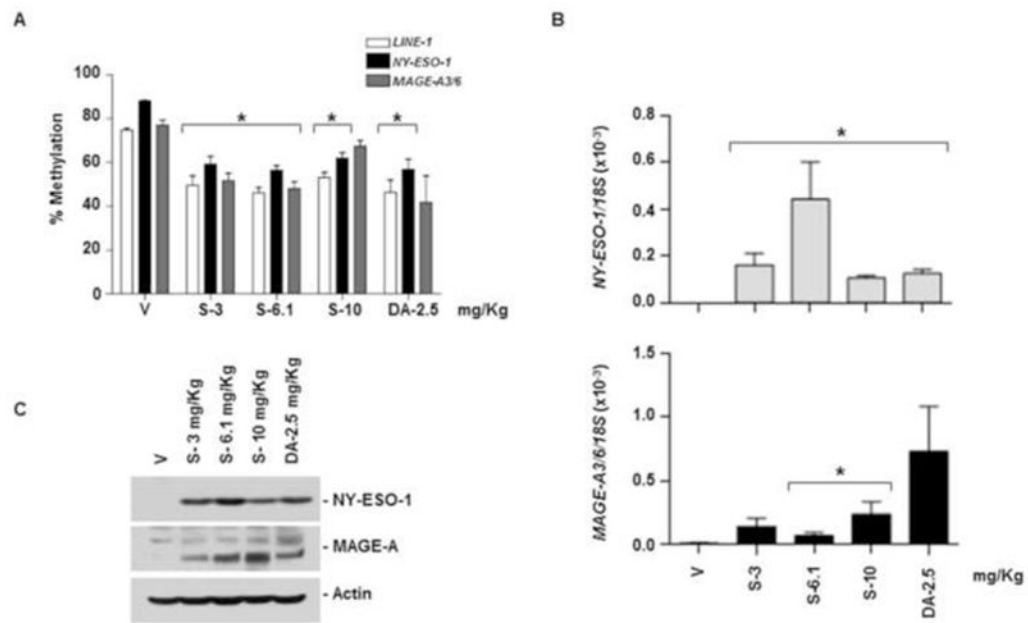 A
LINE-1
NY-ESO-1
MAGE-A3/6
% Methylation
100
80
60
40
20
0
*
*
*
V S-3 S-6.1 S-10 DA-2.5 mg/Kg
B
NY-ESO-1/18S (x10-3)
0.8
0.6
0.4
0.2
0.0
*
MAGE-A3/6/18S (x10-3)
1.5
1.0
0.5
0.0
*
V S-3 S-6.1 S-10 DA-2.5 mg/Kg
C
V S- 3 mg/Kg S- 6.1 mg/Kg S- 10 mg/Kg DA-2.5 mg/Kg
- NY-ESO-1
- MAGE-A
- Actin